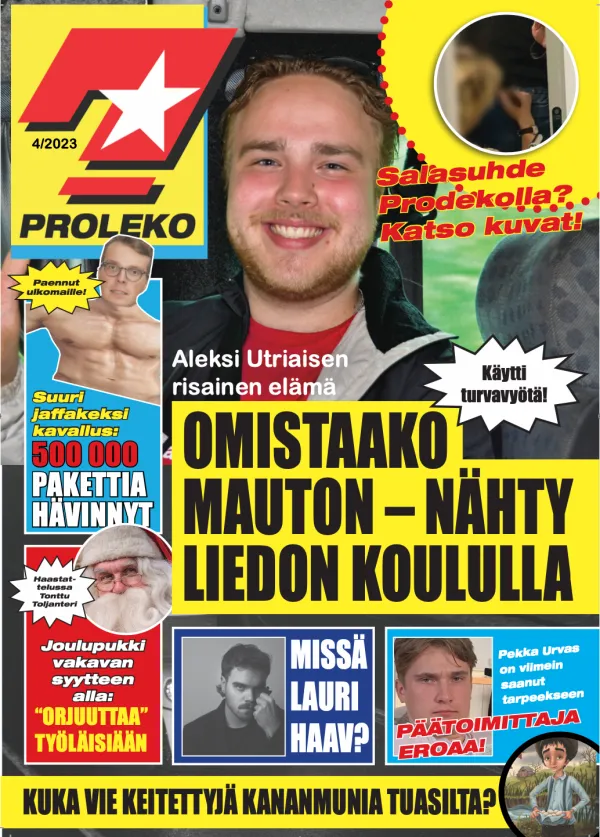 4/2023
PROLEKO
Salasuhde
Prodekolla?
Katso kuvat!
Paennut
ulkomaille!
Suuri
jaffakeksi
kavallus:
500 000
PAKETTIA
HÄVINNYT
Aleksi Utriaisen
risainen elämä
Käytti
turvavyötä!
OMISTAAKO
MAUTON – NÄHTY
LIEDON KOULULLA
Haastat-
telussa
Tonttu
Toljanteri
Joulupukki
vakavan
syytteen
alla:
“ORJUUTTAA”
TYÖLÄISIÄÄN
MISSÄ
LAURI
HAAV?
Pekka Urvas
on viimein
saanut
tarpeekseen
PÄÄTOIMITTAJA
EROAA!
KUKA VIE KEITETTYJÄ KANANMUNIA TUASILTA?